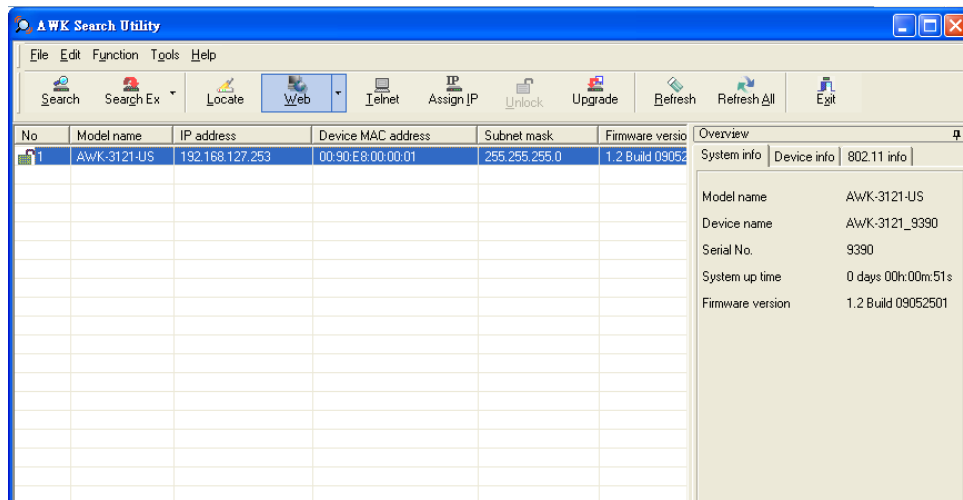 AWK Search Utility
File Edit Function Tools Help
Search Search Ex Locate Web Telnet Assign IP Unlock Upgrade Refresh Refresh All Exit
No Model name IP address Device MAC address Subnet mask Firmware versio
1 AWK-3121-US 192.168.127.253 00:90:E8:00:00:01 255.255.255.0 1.2 Build 09052
Overview
System info Device info 802.11 info
Model name AWK-3121-US
Device name AWK-3121_9390
Serial No. 9390
System up time 0 days 00h:00m:51s
Firmware version 1.2 Build 09052501